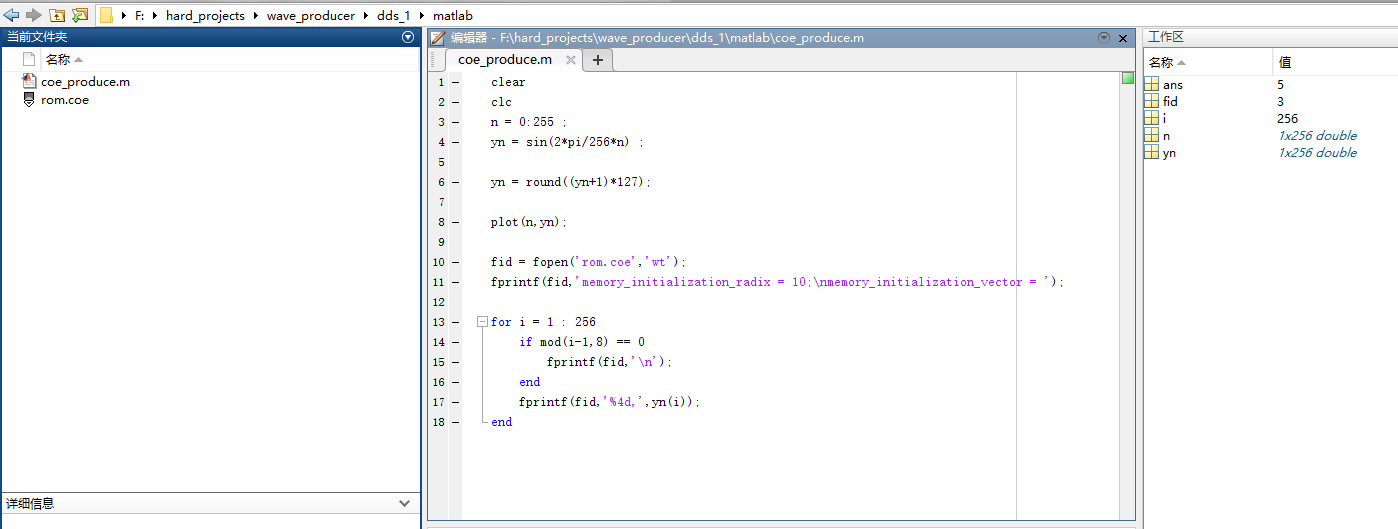 F: ▸ hard_projects ▸ wave_producer ▸ dds_1 ▸ matlab
当前文件夹
名称
coe_produce.m
rom.coe
详细信息
编辑器 - F:\hard_projects\wave_producer\dds_1\matlab\coe_produce.m
coe_produce.m
1 – clear
2 – clc
3 – n = 0:255 ;
4 – yn = sin(2*pi/256*n) ;
5
6 – yn = round((yn+1)*127);
7
8 – plot(n,yn);
9
10 – fid = fopen('rom.coe','wt');
11 – fprintf(fid,'memory_initialization_radix = 10;\nmemory_initialization_vector = ');
12
13 – for i = 1 : 256
14 – if mod(i-1,8) == 0
15 – fprintf(fid,'\n');
16 – end
17 – fprintf(fid,'%4d,',yn(i));
18 – end
工作区
名称 值
ans 5
fid 3
i 256
n 1x256 double
yn 1x256 double